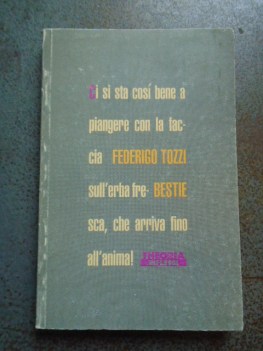 Ci si sta cosí bene a
piangere con la fac-
cia FEDERIGO TOZZI
sull'erba fre- BESTIE
sca, che arriva fino
all'anima!